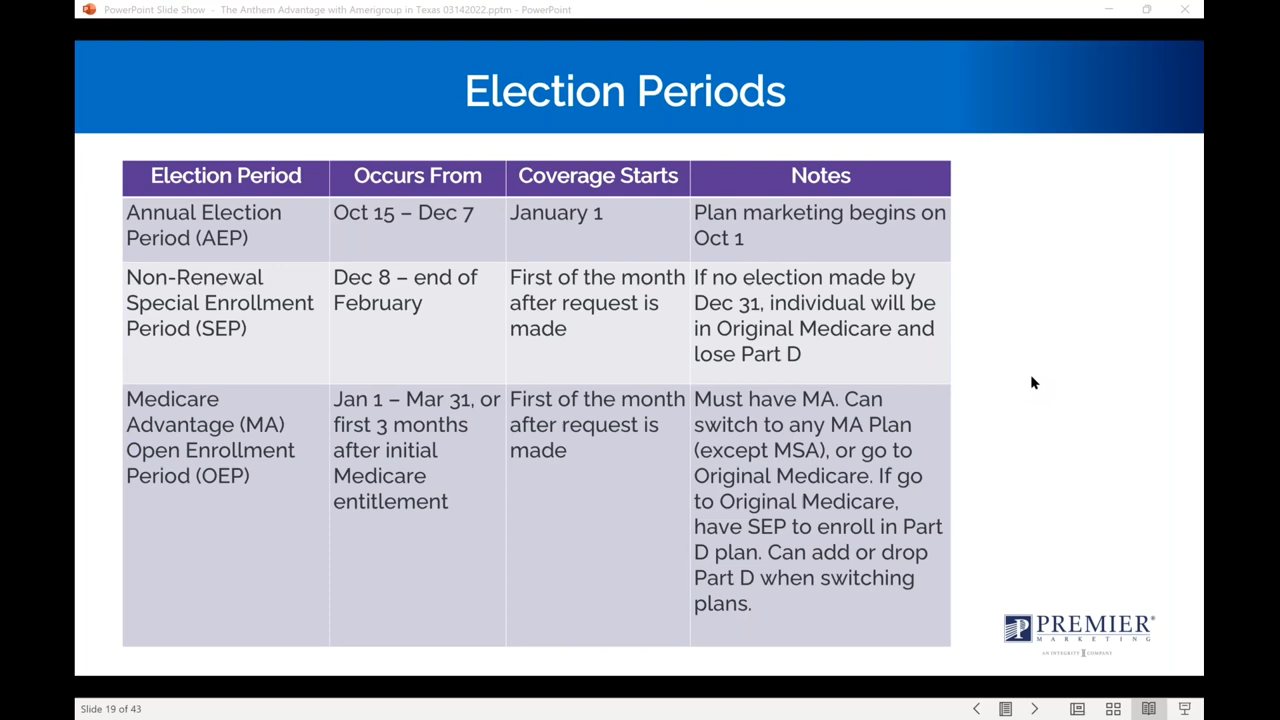 PowerPoint Slide Show - The Anthem Advantage with Amerigroup in Texas 03142022.pptm - PowerPoint
Election Periods
Election Period
Occurs From
Coverage Starts
Notes
Annual Election
Period (AEP)
Oct 15 – Dec 7
January 1
Plan marketing begins on
Oct 1
Non-Renewal
Special Enrollment
Period (SEP)
Dec 8 – end of
February
First of the month
after request is
made
If no election made by
Dec 31, individual will be
in Original Medicare and
lose Part D
Medicare
Advantage (MA)
Open Enrollment
Period (OEP)
Jan 1 – Mar 31, or
first 3 months
after initial
Medicare
entitlement
First of the month
after request is
made
Must have MA. Can
switch to any MA Plan
(except MSA), or go to
Original Medicare. If go
to Original Medicare,
have SEP to enroll in Part
D plan. Can add or drop
Part D when switching
plans.
PREMIER®
MARKETING
AN INTEGRITY COMPANY
Slide 19 of 43